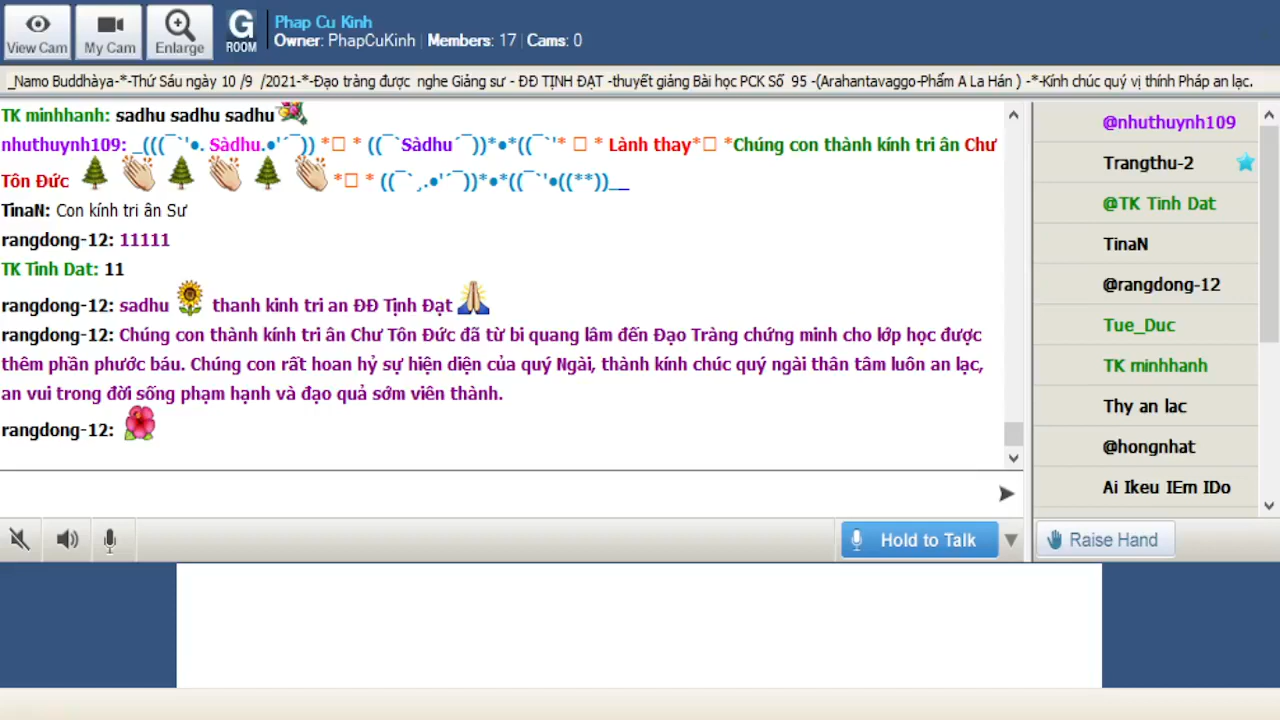 View Cam
My Cam
Enlarge
G
ROOM
Phap Cu Kinh
Owner: PhapCuKinh | Members: 17 | Cams: 0
_Namo Buddhàya-*-Thứ Sáu ngày 10 /9 /2021-*-Đạo tràng được nghe Giảng sư - ĐĐ TỊNH ĐẠT -thuyết giảng Bài học PCK Số 95 -(Arahantavaggo-Phẩm A La Hán ) -*-Kính chúc quý vị thính Pháp an lạc.
TK minhhanh: sadhu sadhu sadhu
nhuthuynh109: _(((¯`'●. Sàdhu.●'´¯)) *▯ * ((¯`Sàdhu´¯))*●*((¯`'* ▯ * Lành thay*▯ *Chúng con thành kính tri ân Chư
Tôn Đức *▯ * ((¯`¸.●'´¯))*●*((¯`'●((**))__
TinaN: Con kính tri ân Sư
rangdong-12: 11111
TK Tinh Dat: 11
rangdong-12: sadhu thanh kinh tri an ĐĐ Tịnh Đạt
rangdong-12: Chúng con thành kính tri ân Chư Tôn Đức đã từ bi quang lâm đến Đạo Tràng chứng minh cho lớp học được
thêm phần phước báu. Chúng con rất hoan hỷ sự hiện diện của quý Ngài, thành kính chúc quý ngài thân tâm luôn an lạc,
an vui trong đời sống phạm hạnh và đạo quả sớm viên thành.
rangdong-12:
@nhuthuynh109
Trangthu-2
@TK Tinh Dat
TinaN
@rangdong-12
Tue_Duc
TK minhhanh
Thy an lac
@hongnhat
Ai Ikeu IEm IDo
Hold to Talk
Raise Hand